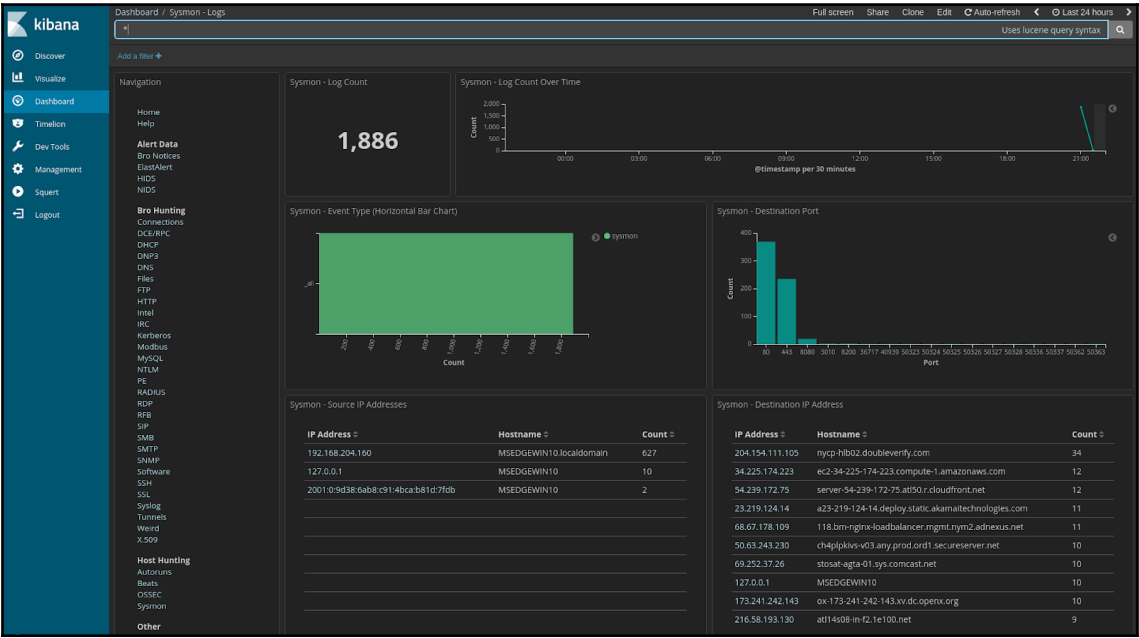 kibana
Discover
Visualize
Dashboard
Timelion
Dev Tools
Management
Squert
Logout
Dashboard / Sysmon - Logs
Full screen Share Clone Edit Auto-refresh Last 24 hours
*
Uses lucene query syntax
Add a filter +
Navigation
Home
Help
Alert Data
Bro Notices
ElastAlert
HIDS
NIDS
Bro Hunting
Connections
DCE/RPC
DHCP
DNP3
DNS
Files
FTP
HTTP
Intel
IRC
Kerberos
Modbus
MySQL
NTLM
PE
RADIUS
RDP
RFB
SIP
SMB
SMTP
SNMP
Software
SSH
SSL
Syslog
Tunnels
Weird
X.509
Host Hunting
Autoruns
Beats
OSSEC
Sysmon
Other
Sysmon - Log Count
1,886
Sysmon - Log Count Over Time
2,000
1,500
1,000
500
0
Count
00:00 03:00 06:00 09:00 12:00 15:00 18:00 21:00
@timestamp per 30 minutes
Sysmon - Event Type (Horizontal Bar Chart)
sysmon
200 400 600 800 1,000 1,200 1,400 1,600 1,800
Count
Sysmon - Destination Port
400
300
200
100
0
Count
80 443 8080 3010 8200 36717 40939 50323 50324 50325 50326 50327 50328 50336 50337 50362 50363
Port
Sysmon - Source IP Addresses
IP Address Hostname Count
192.168.204.160 MSEDGEWIN10.localdomain 627
127.0.0.1 MSEDGEWIN10 10
2001:0:9d38:6ab8:c91:4bca:b81d:7fdb MSEDGEWIN10 2
Sysmon - Destination IP Address
IP Address Hostname Count
204.154.111.105 nycp-hlb02.doubleverify.com 34
34.225.174.223 ec2-34-225-174-223.compute-1.amazonaws.com 12
54.239.172.75 server-54-239-172-75.atl50.r.cloudfront.net 12
23.219.124.14 a23-219-124-14.deploy.static.akamaitechnologies.com 11
68.67.178.109 118.bm-nginx-loadbalancer.mgmt.nym2.adnexus.net 11
50.63.243.230 ch4plpkivs-v03.any.prod.ord1.secureserver.net 10
69.252.37.26 stosat-agta-01.sys.comcast.net 10
127.0.0.1 MSEDGEWIN10 10
173.241.242.143 ox-173-241-242-143.xv.dc.openx.org 10
216.58.193.130 atl14s08-in-f2.1e100.net 9